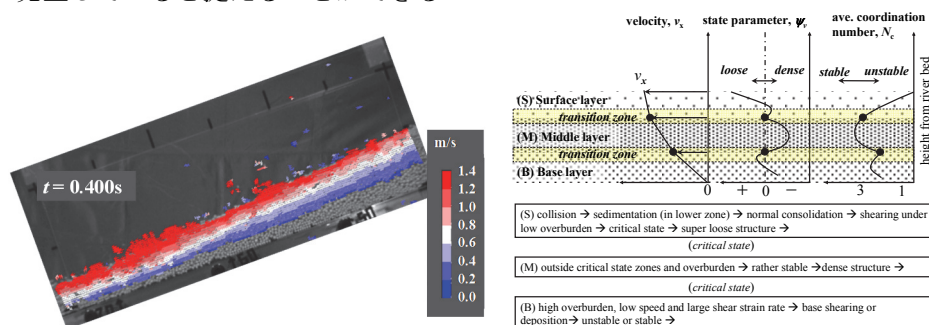 t = 0.400s
m/s
1.4
1.2
1.0
0.8
0.6
0.4
0.2
0.0
velocity, vₓ
state parameter, ψᵥ
ave. coordination
number, N꜀
loose
dense
stable
unstable
vₓ
height from river bed
(S) Surface layer
transition zone
(M) Middle layer
transition zone
(B) Base layer
0
+
0
−
3
1
(S) collision → sedimentation (in lower zone) → normal consolidation → shearing under
low overburden → critical state → super loose structure →
(critical state)
(M) outside critical state zones and overburden → rather stable → dense structure →
(critical state)
(B) high overburden, low speed and large shear strain rate → base shearing or
deposition → unstable or stable →